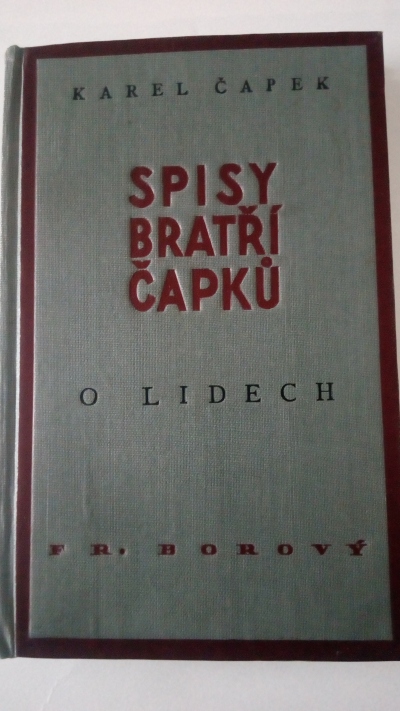 KAREL ČAPEK
SPISY
BRATŘÍ
ČAPKŮ
O LIDECH
FR. BOROVÝ